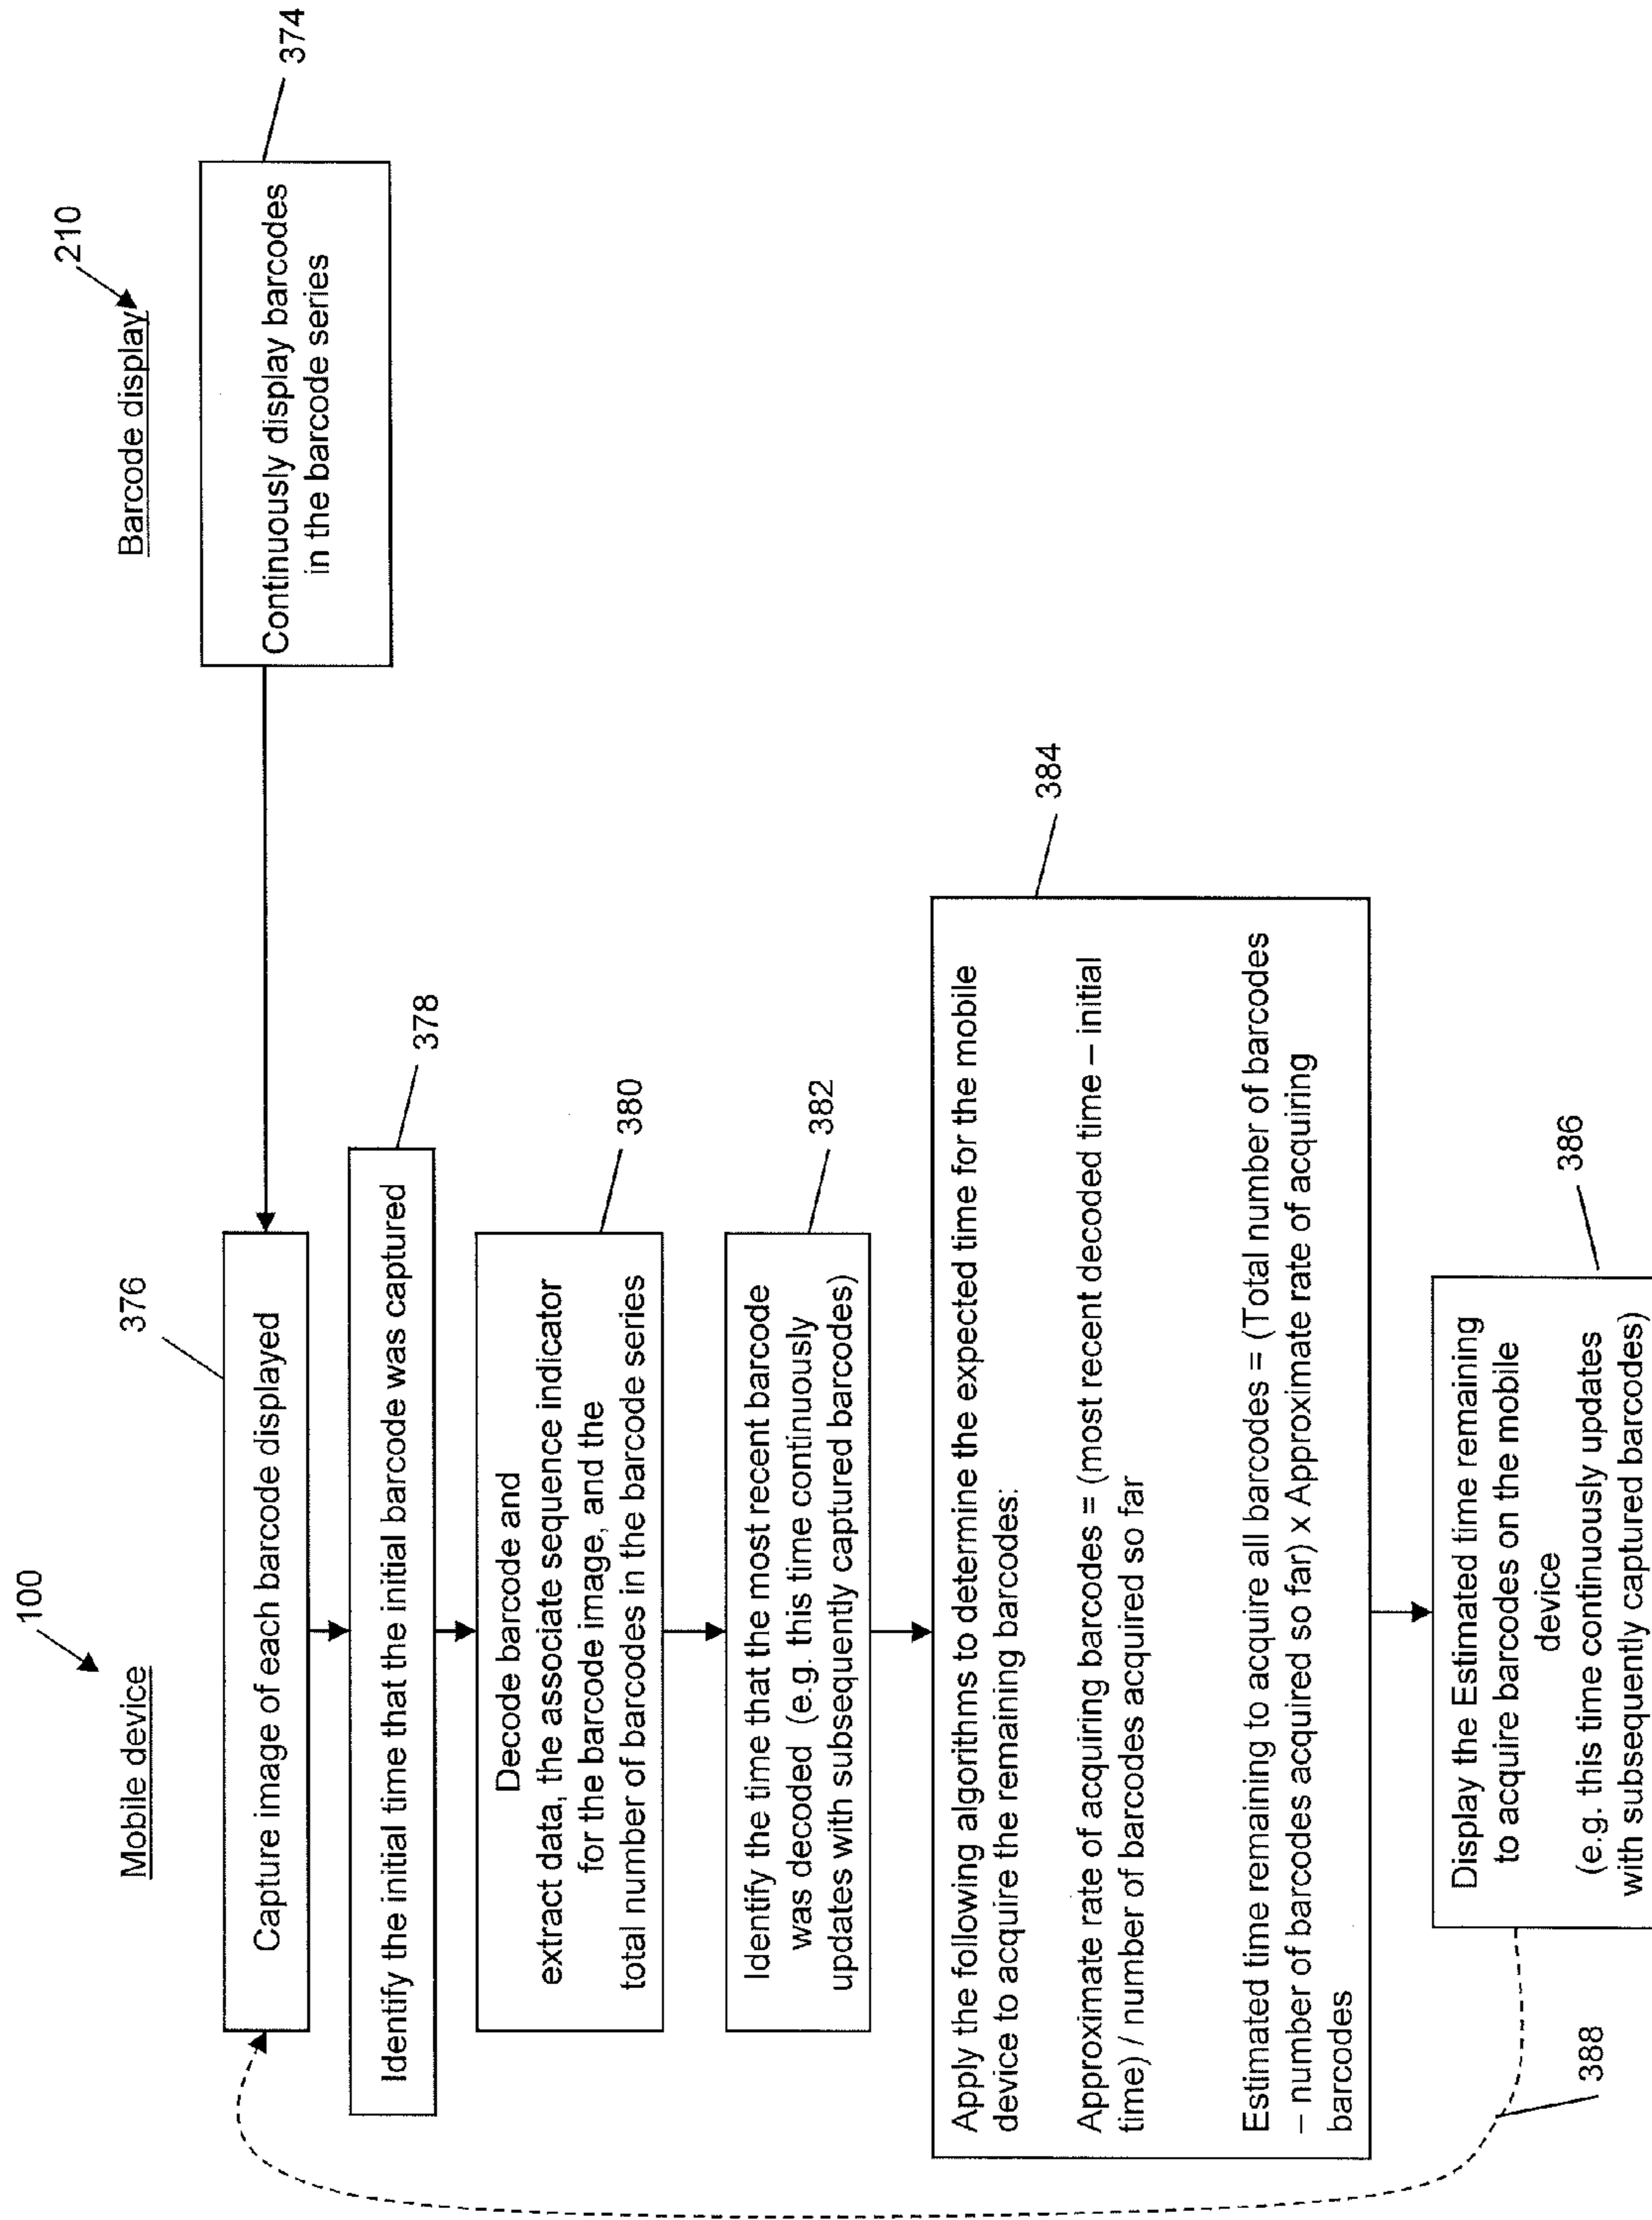 Mobile device
100
Barcode display
210
376
Capture image of each barcode displayed
Continuously display barcodes
in the barcode series
374
Identify the initial time that the initial barcode was captured
378
Decode barcode and
extract data, the associate sequence indicator
for the barcode image, and the
total number of barcodes in the barcode series
380
Identify the time that the most recent barcode
was decoded (e.g. this time continuously
updates with subsequently captured barcodes)
382
Apply the following algorithms to determine the expected time for the mobile
device to acquire the remaining barcodes:
Approximate rate of acquiring barcodes = (most recent decoded time – initial
time) / number of barcodes acquired so far
Estimated time remaining to acquire all barcodes = (Total number of barcodes
– number of barcodes acquired so far) x Approximate rate of acquiring
barcodes
384
Display the Estimated time remaining
to acquire barcodes on the mobile
device
(e.g. this time continuously updates
with subsequently captured barcodes)
386
388